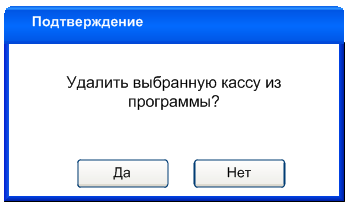 Подтверждение
Удалить выбранную кассу из
программы?
Да
Нет